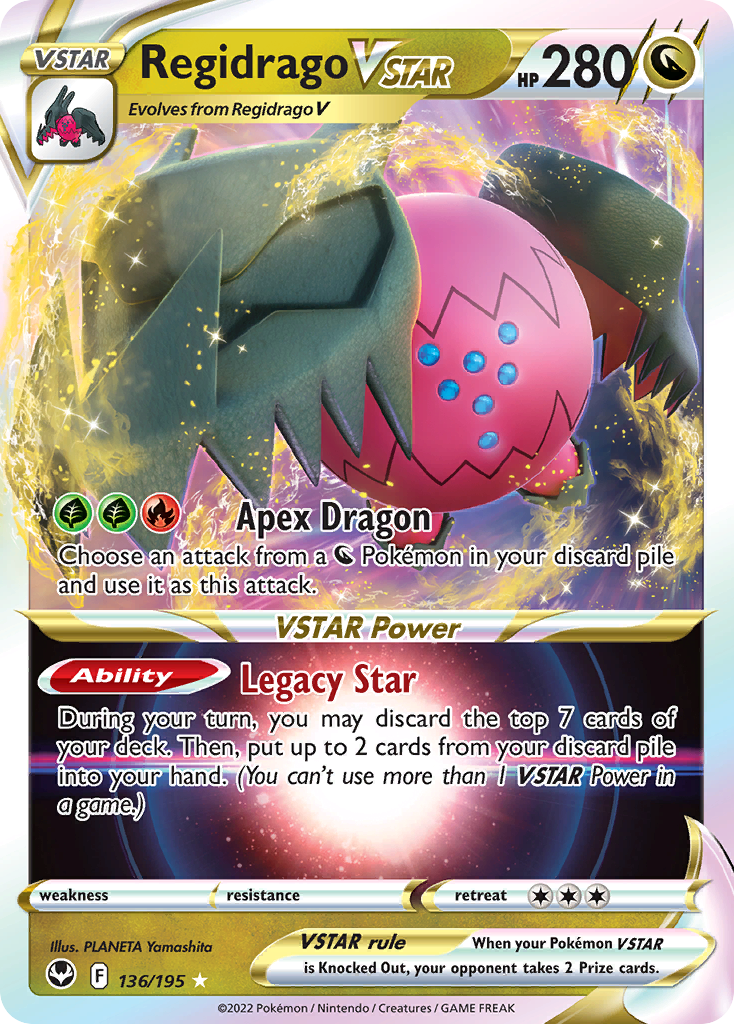 VSTAR
Regidrago VSTAR
HP 280
Evolves from Regidrago V
Apex Dragon
Choose an attack from a Pokémon in your discard pile
and use it as this attack.
VSTAR Power
Ability
Legacy Star
During your turn, you may discard the top 7 cards of
your deck. Then, put up to 2 cards from your discard pile
into your hand. (You can't use more than 1 VSTAR Power in
a game.)
weakness
resistance
retreat
Illus. PLANETA Yamashita
VSTAR rule
When your Pokémon VSTAR
is Knocked Out, your opponent takes 2 Prize cards.
F
136/195
©2022 Pokémon / Nintendo / Creatures / GAME FREAK